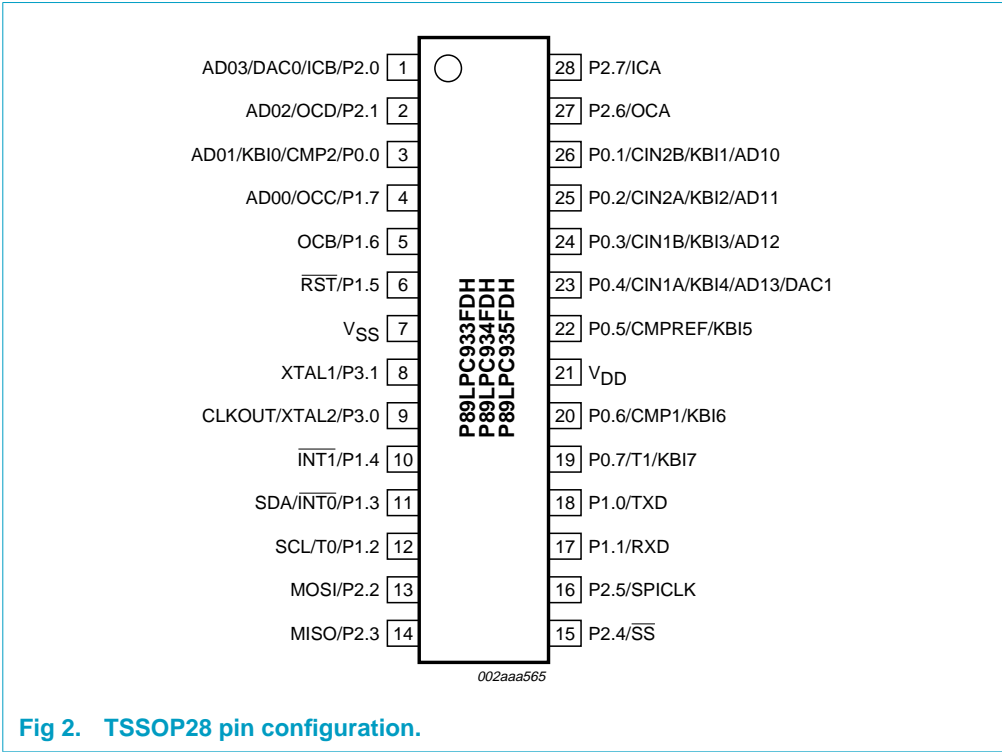 AD03/DAC0/ICB/P2.0 1 28 P2.7/ICA
AD02/OCD/P2.1 2 27 P2.6/OCA
AD01/KBI0/CMP2/P0.0 3 26 P0.1/CIN2B/KBI1/AD10
AD00/OCC/P1.7 4 25 P0.2/CIN2A/KBI2/AD11
OCB/P1.6 5 24 P0.3/CIN1B/KBI3/AD12
R̅S̅T̅/P1.5 6 23 P0.4/CIN1A/KBI4/AD13/DAC1
VSS 7 22 P0.5/CMPREF/KBI5
XTAL1/P3.1 8 21 VDD
CLKOUT/XTAL2/P3.0 9 20 P0.6/CMP1/KBI6
I̅N̅T̅1̅/P1.4 10 19 P0.7/T1/KBI7
SDA/I̅N̅T̅0̅/P1.3 11 18 P1.0/TXD
SCL/T0/P1.2 12 17 P1.1/RXD
MOSI/P2.2 13 16 P2.5/SPICLK
MISO/P2.3 14 15 P2.4/S̅S̅
P89LPC933FDH
P89LPC934FDH
P89LPC935FDH
002aaa565
Fig 2. TSSOP28 pin configuration.